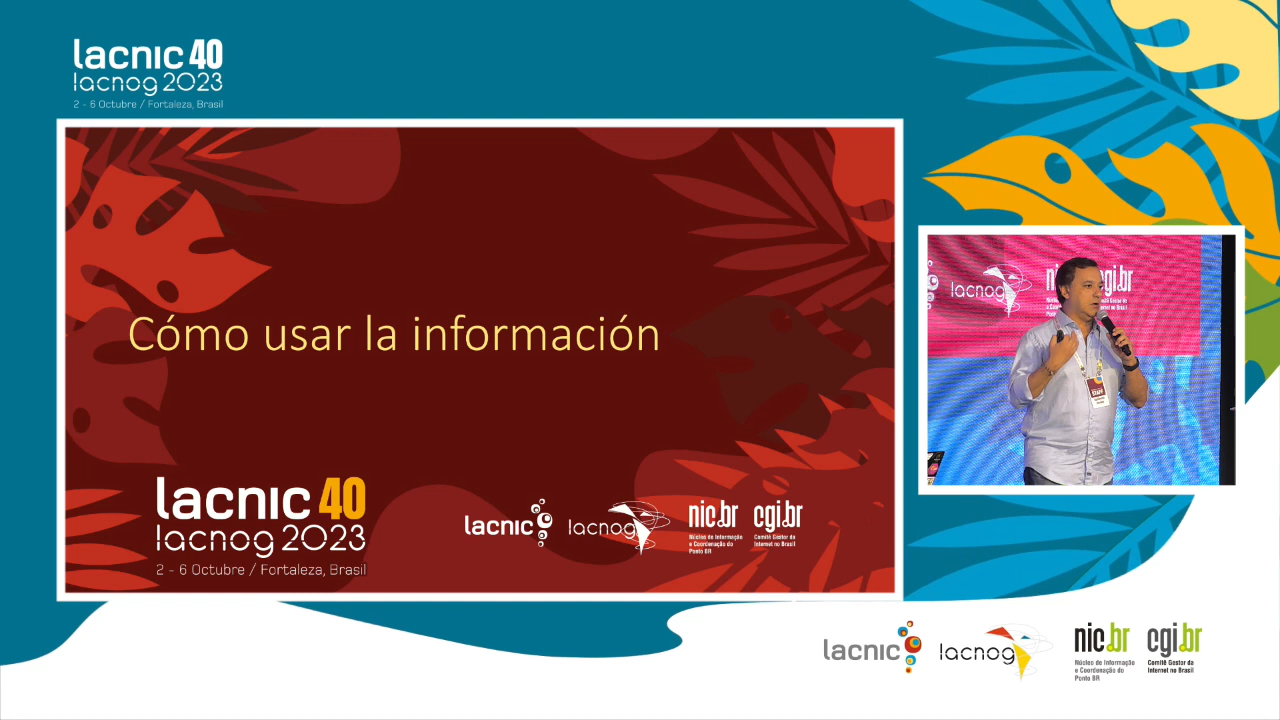 lacnic 40
lacnog 2023
2 - 6 Octubre / Fortaleza, Brasil
Cómo usar la información
lacnic 40
lacnog 2023
2 - 6 Octubre / Fortaleza, Brasil
lacnic
lacnog
nic.br
Núcleo de Informação
e Coordenação do
Ponto BR
cgi.br
Comitê Gestor da
Internet no Brasil
lacnog
cgi.br
lacnic
lacnog
nic.br
Núcleo de Informação
e Coordenação do
Ponto BR
cgi.br
Comitê Gestor da
Internet no Brasil